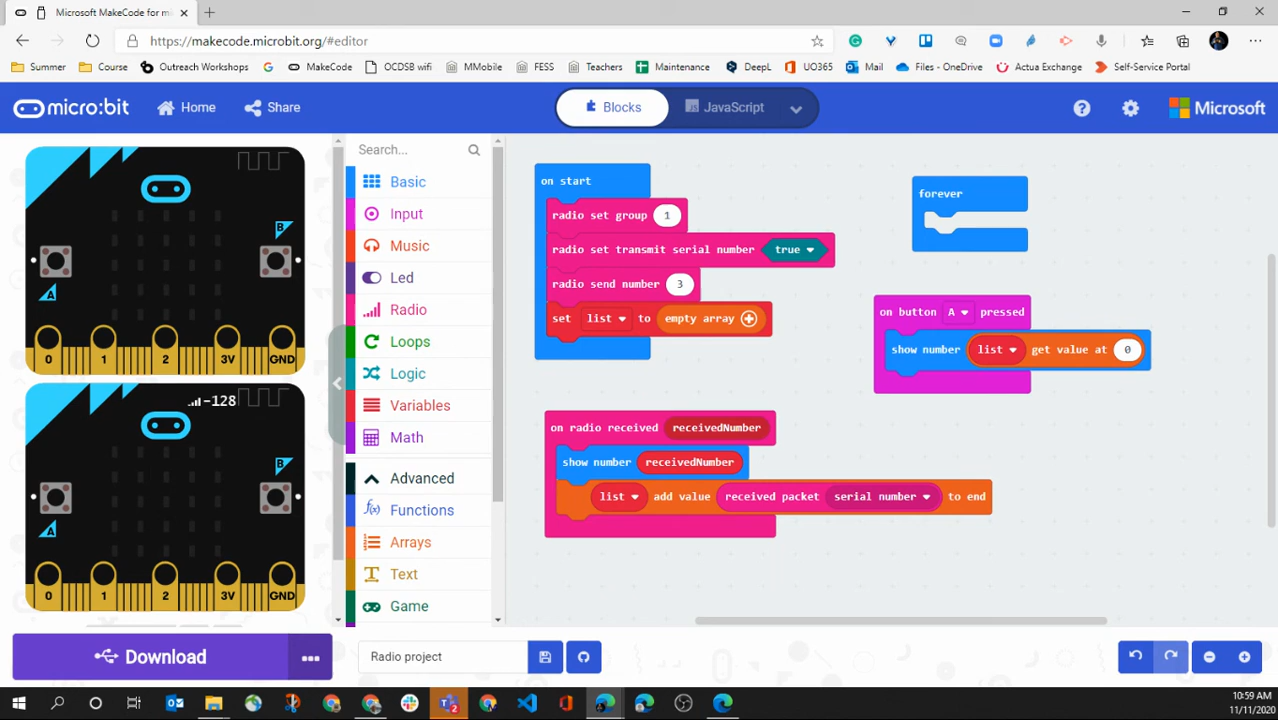 Microsoft MakeCode for mi
https://makecode.microbit.org/#editor
Summer Course Outreach Workshops MakeCode OCDSB wifi MMobile FESS Teachers Maintenance DeepL UO365 Mail Files - OneDrive Actua Exchange Self-Service Portal
micro:bit Home Share Blocks JavaScript Microsoft
Search...
Basic
Input
Music
Led
Radio
Loops
Logic
Variables
Math
Advanced
Functions
Arrays
Text
Game
B
A
0 1 2 3V GND
-128
B
A
0 1 2 3V GND
on start
radio set group 1
radio set transmit serial number true
radio send number 3
set list to empty array
forever
on button A pressed
show number list get value at 0
on radio received receivedNumber
show number receivedNumber
list add value received packet serial number to end
Download ... Radio project
2
10:59 AM
11/11/2020